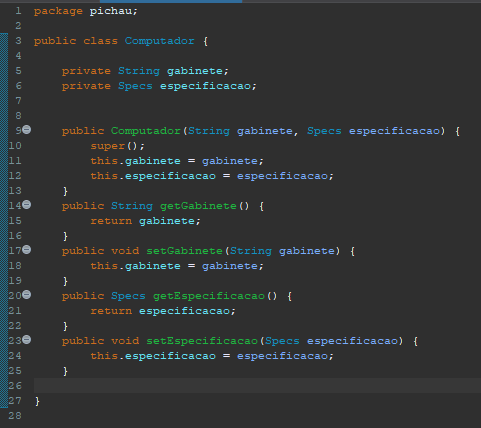 1 package pichau;
2
3 public class Computador {
4
5     private String gabinete;
6     private Specs especificacao;
7
8
9     public Computador(String gabinete, Specs especificacao) {
10         super();
11         this.gabinete = gabinete;
12         this.especificacao = especificacao;
13     }
14     public String getGabinete() {
15         return gabinete;
16     }
17     public void setGabinete(String gabinete) {
18         this.gabinete = gabinete;
19     }
20     public Specs getEspecificacao() {
21         return especificacao;
22     }
23     public void setEspecificacao(Specs especificacao) {
24         this.especificacao = especificacao;
25     }
26
27 }
28